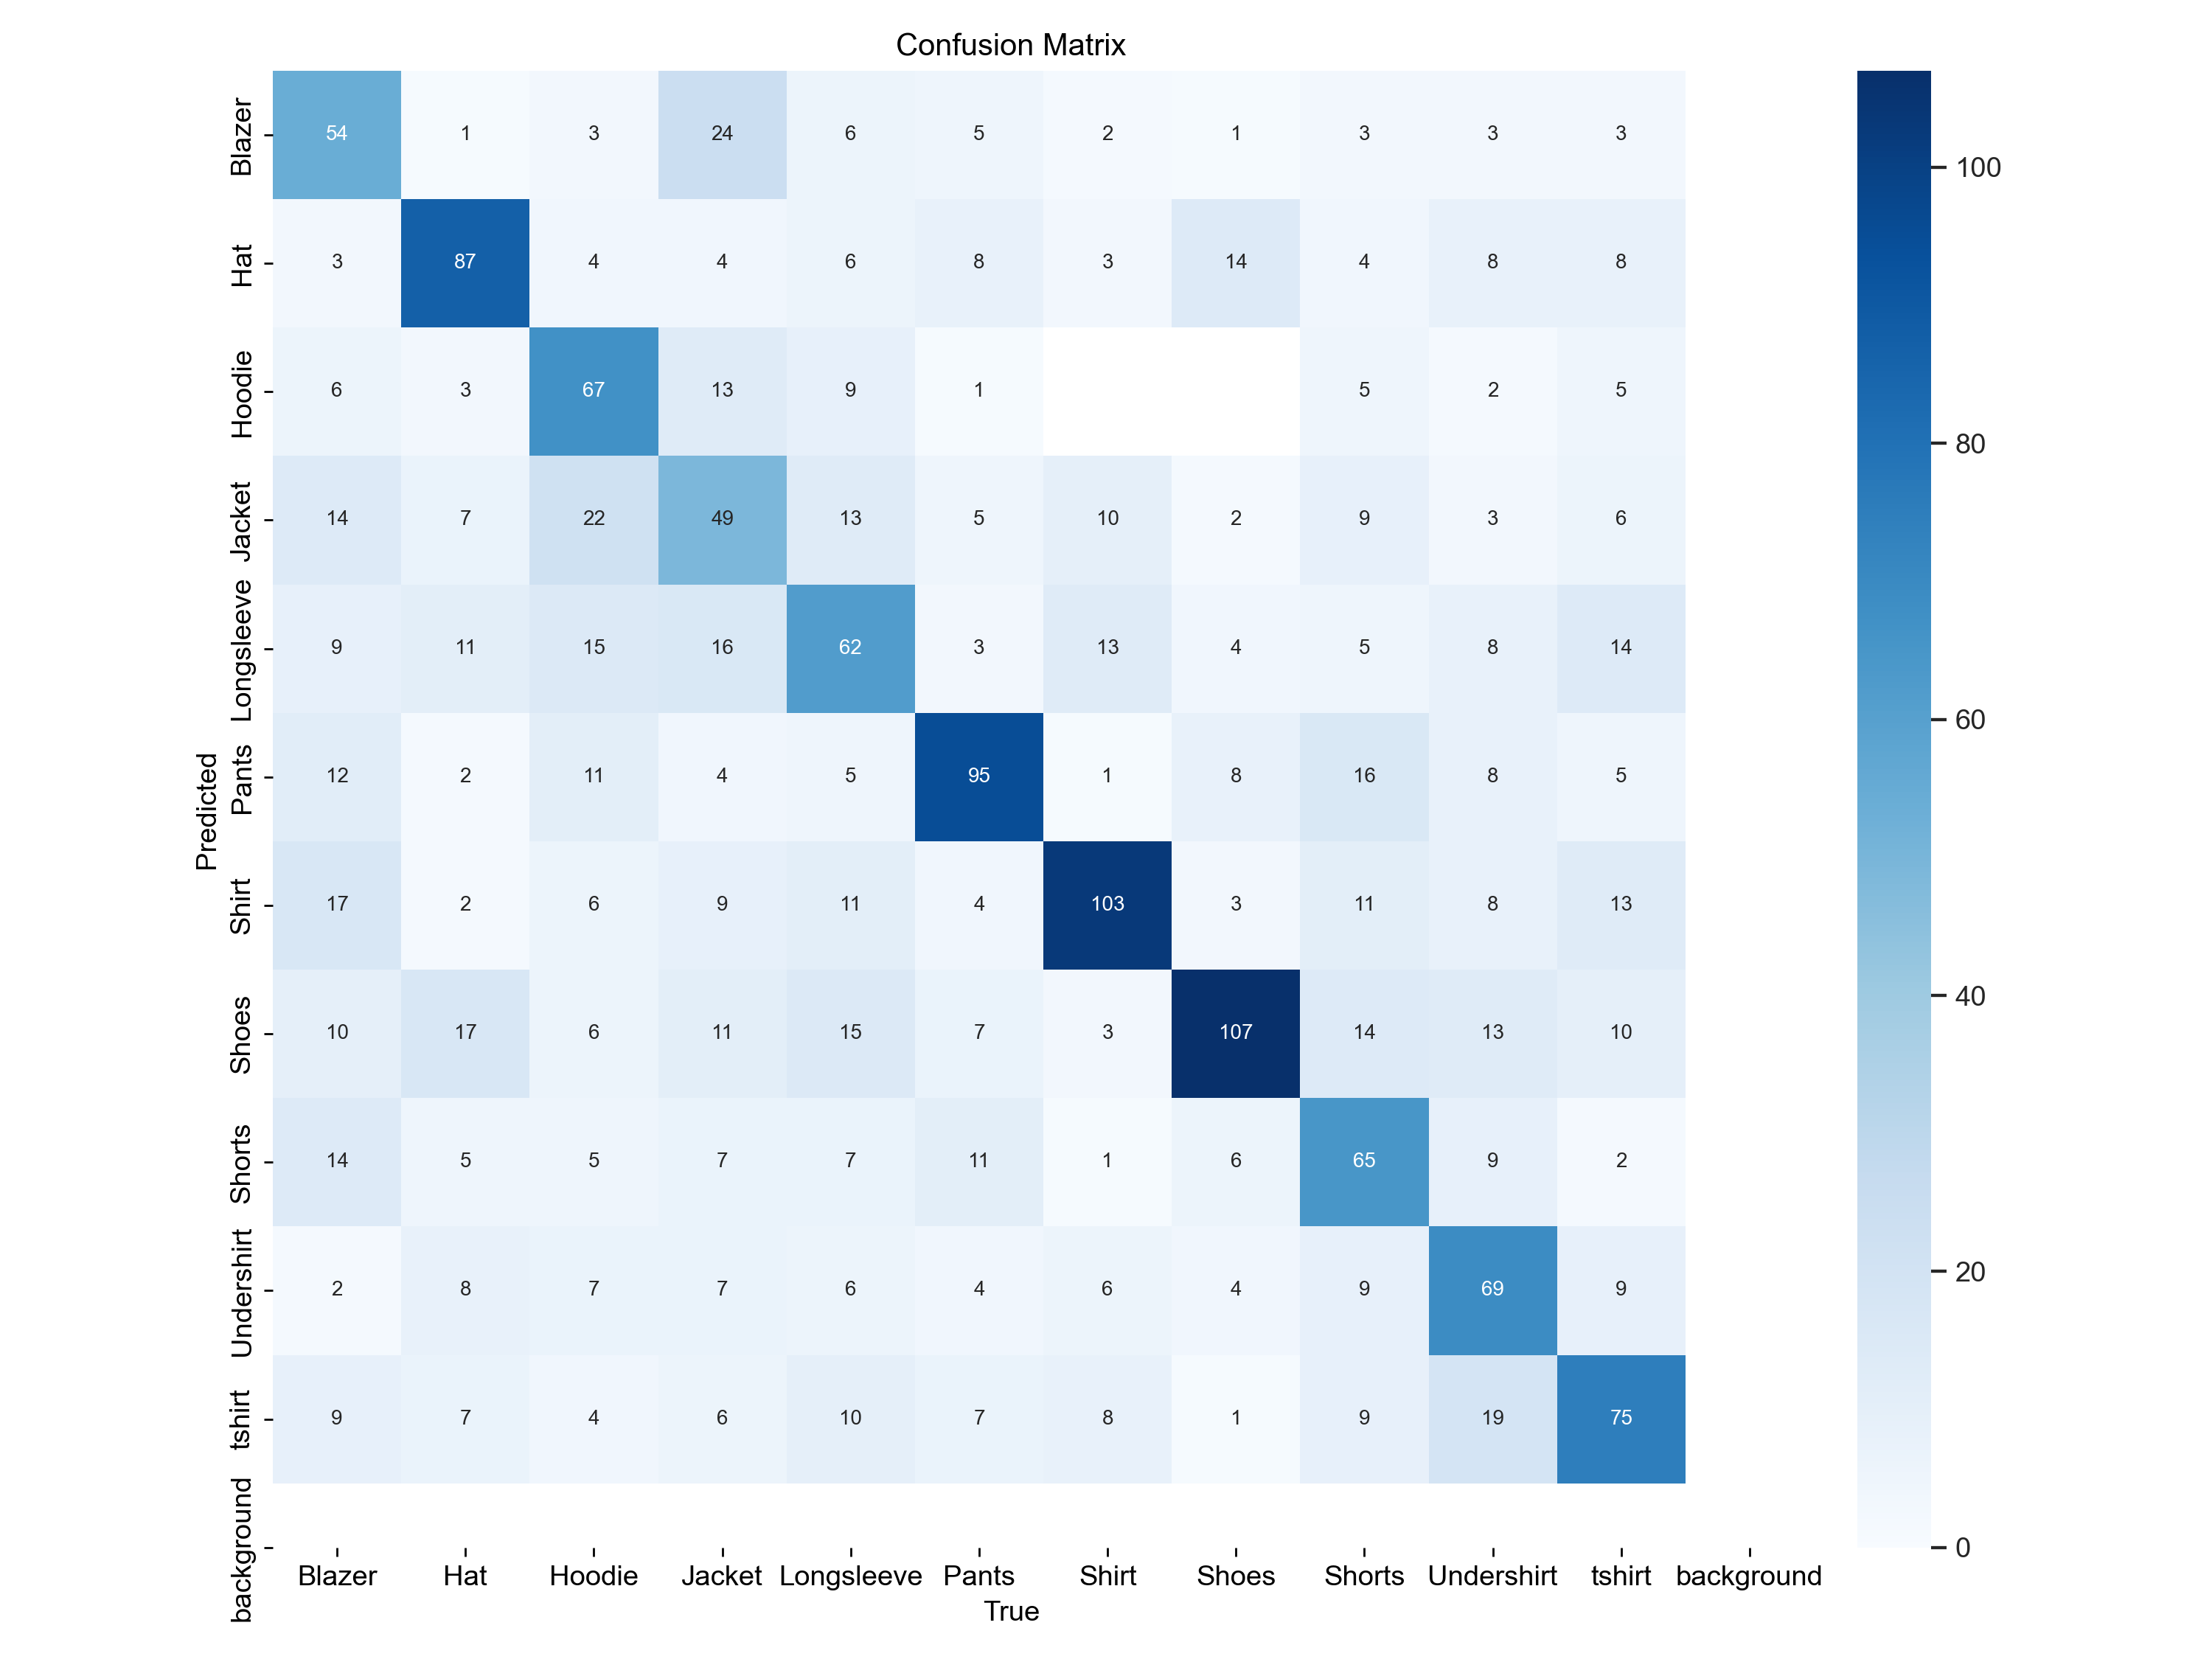 Confusion Matrix
Blazer 54 1 3 24 6 5 2 1 3 3 3
Hat 3 87 4 4 6 8 3 14 4 8 8
Hoodie 6 3 67 13 9 1 5 2 5
Jacket 14 7 22 49 13 5 10 2 9 3 6
Longsleeve 9 11 15 16 62 3 13 4 5 8 14
Pants 12 2 11 4 5 95 1 8 16 8 5
Shirt 17 2 6 9 11 4 103 3 11 8 13
Shoes 10 17 6 11 15 7 3 107 14 13 10
Shorts 14 5 5 7 7 11 1 6 65 9 2
Undershirt 2 8 7 7 6 4 6 4 9 69 9
tshirt 9 7 4 6 10 7 8 1 9 19 75
background
Predicted
Blazer Hat Hoodie Jacket Longsleeve Pants Shirt Shoes Shorts Undershirt tshirt background
True
100
80
60
40
20
0